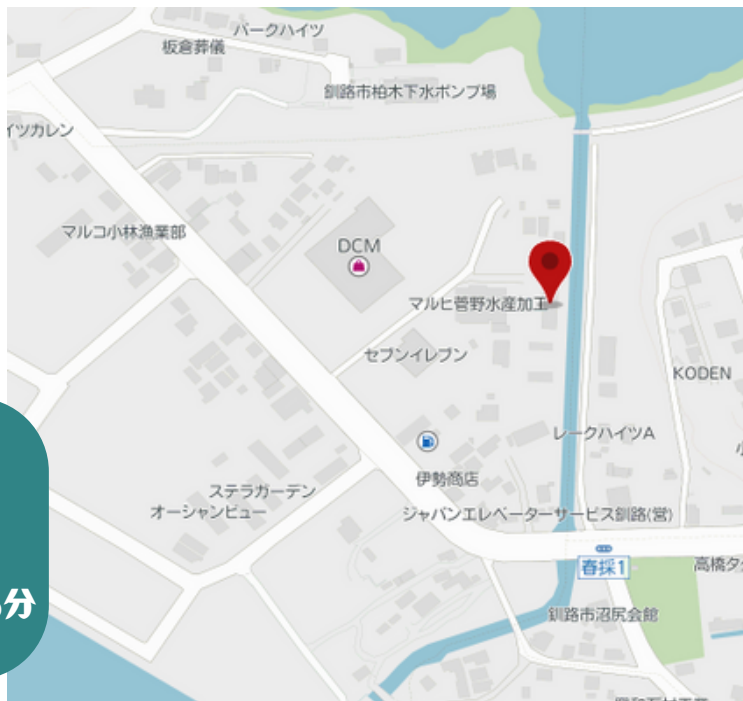 パークハイツ
板倉葬儀
釧路市柏木下水ポンプ場
イツカレン
マルコ小林漁業部
DCM
マルヒ菅野水産加工
セブンイレブン
KODEN
レークハイツA
伊勢商店
ステラガーデン
オーシャンビュー
ジャパンエレベーターサービス釧路(営)
春採1
高橋タ
分
釧路市沼尻会館